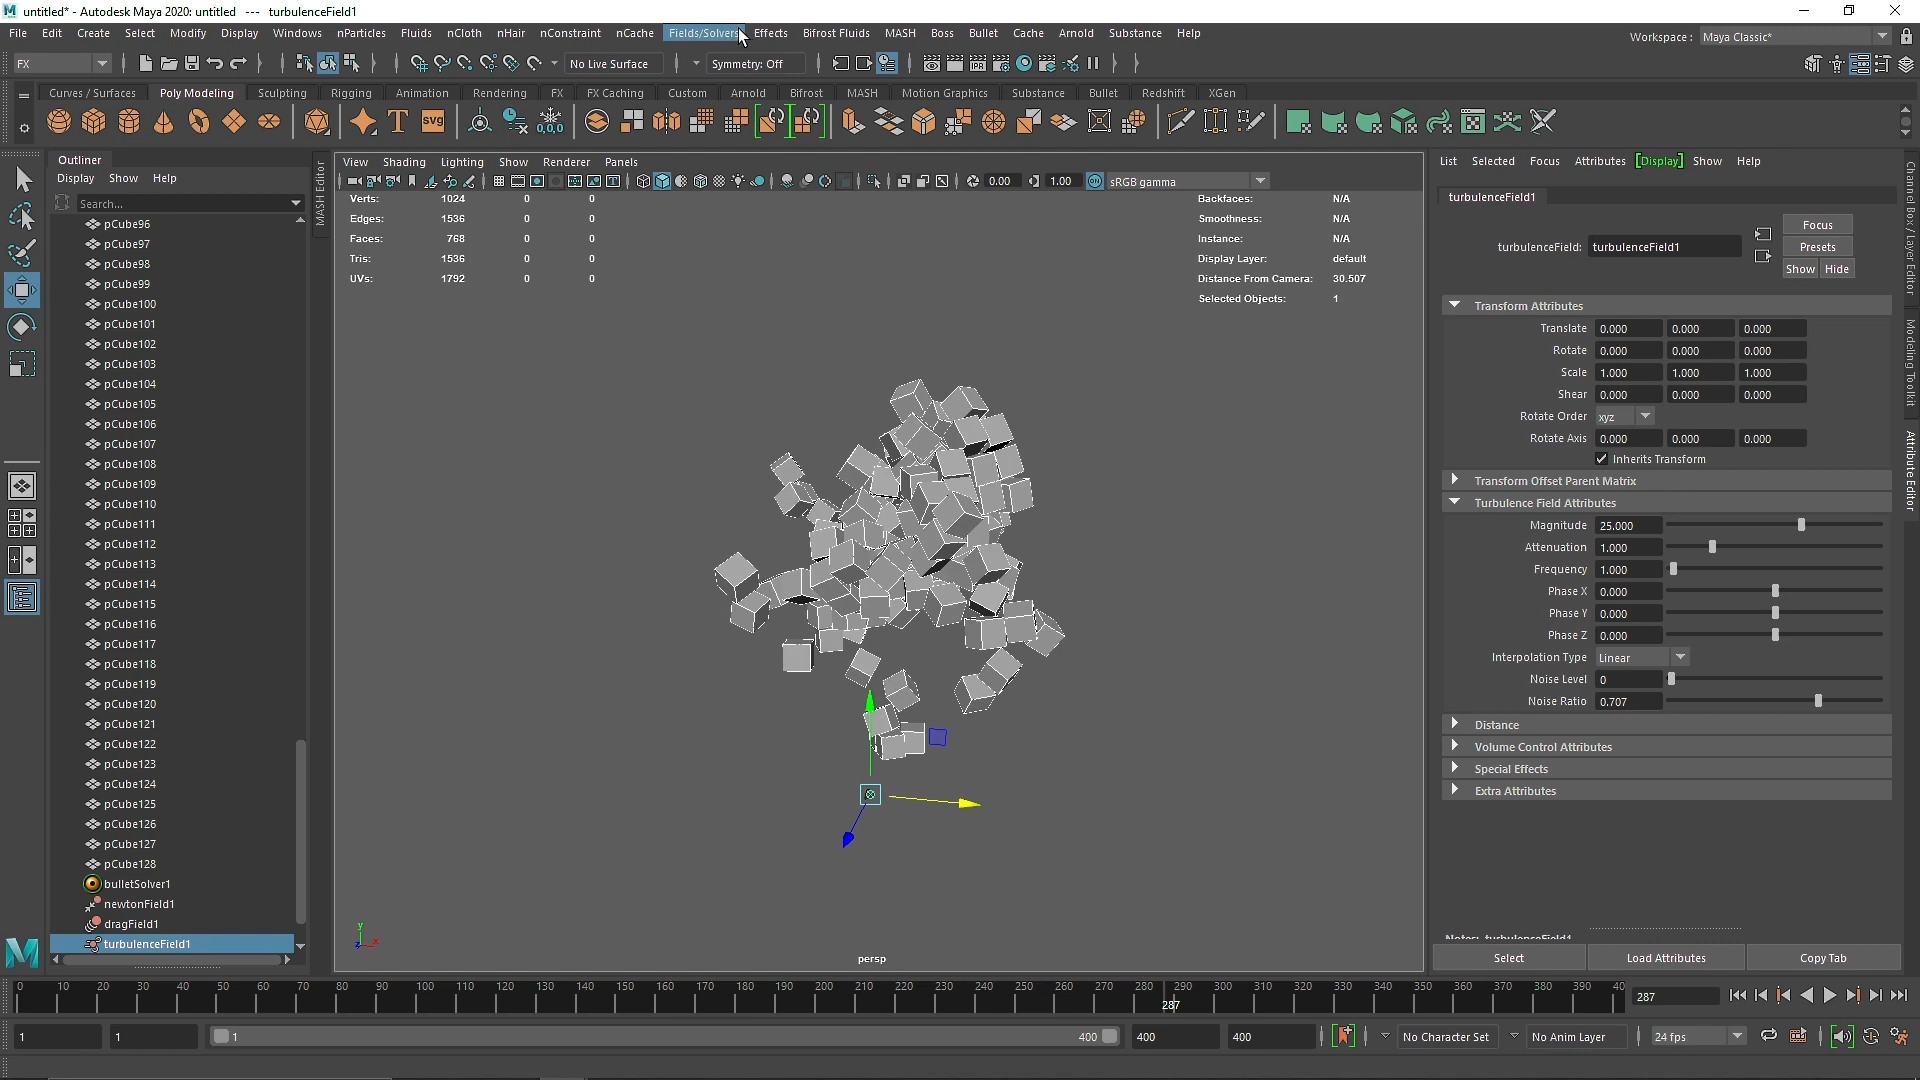 untitled* - Autodesk Maya 2020: untitled   ---   turbulenceField1
File Edit Create Select Modify Display Windows nParticles Fluids nCloth nHair nConstraint nCache Fields/Solvers Effects Bifrost Fluids MASH Boss Bullet Cache Arnold Substance Help
Workspace : Maya Classic*
FX No Live Surface Symmetry: Off
Curves / Surfaces Poly Modeling Sculpting Rigging Animation Rendering FX FX Caching Custom Arnold Bifrost MASH Motion Graphics Substance Bullet Redshift XGen
T SVG 0,0,0
Outliner
Display Show Help
Search...
pCube96
pCube97
pCube98
pCube99
pCube100
pCube101
pCube102
pCube103
pCube104
pCube105
pCube106
pCube107
pCube108
pCube109
pCube110
pCube111
pCube112
pCube113
pCube114
pCube115
pCube116
pCube117
pCube118
pCube119
pCube120
pCube121
pCube122
pCube123
pCube124
pCube125
pCube126
pCube127
pCube128
bulletSolver1
newtonField1
dragField1
turbulenceField1
MASH Editor
View Shading Lighting Show Renderer Panels
0.00 1.00 sRGB gamma
Verts: 1024 0 0
Edges: 1536 0 0
Faces: 768 0 0
Tris: 1536 0 0
UVs: 1792 0 0
Backfaces: N/A
Smoothness: N/A
Instance: N/A
Display Layer: default
Distance From Camera: 30.507
Selected Objects: 1
y
z x
persp
List Selected Focus Attributes [Display] Show Help
turbulenceField1
turbulenceField: turbulenceField1
Focus
Presets
Show Hide
Transform Attributes
Translate 0.000 0.000 0.000
Rotate 0.000 0.000 0.000
Scale 1.000 1.000 1.000
Shear 0.000 0.000 0.000
Rotate Order xyz
Rotate Axis 0.000 0.000 0.000
Inherits Transform
Transform Offset Parent Matrix
Turbulence Field Attributes
Magnitude 25.000
Attenuation 1.000
Frequency 1.000
Phase X 0.000
Phase Y 0.000
Phase Z 0.000
Interpolation Type Linear
Noise Level 0
Noise Ratio 0.707
Distance
Volume Control Attributes
Special Effects
Extra Attributes
Notes: turbulenceField1
Select Load Attributes Copy Tab
Channel Box / Layer Editor
Modeling Toolkit
Attribute Editor
0 10 20 30 40 50 60 70 80 90 100 110 120 130 140 150 160 170 180 190 200 210 220 230 240 250 260 270 280 290 300 310 320 330 340 350 360 370 380 390 40
287
287
1 1 1 400 400 400 No Character Set No Anim Layer 24 fps